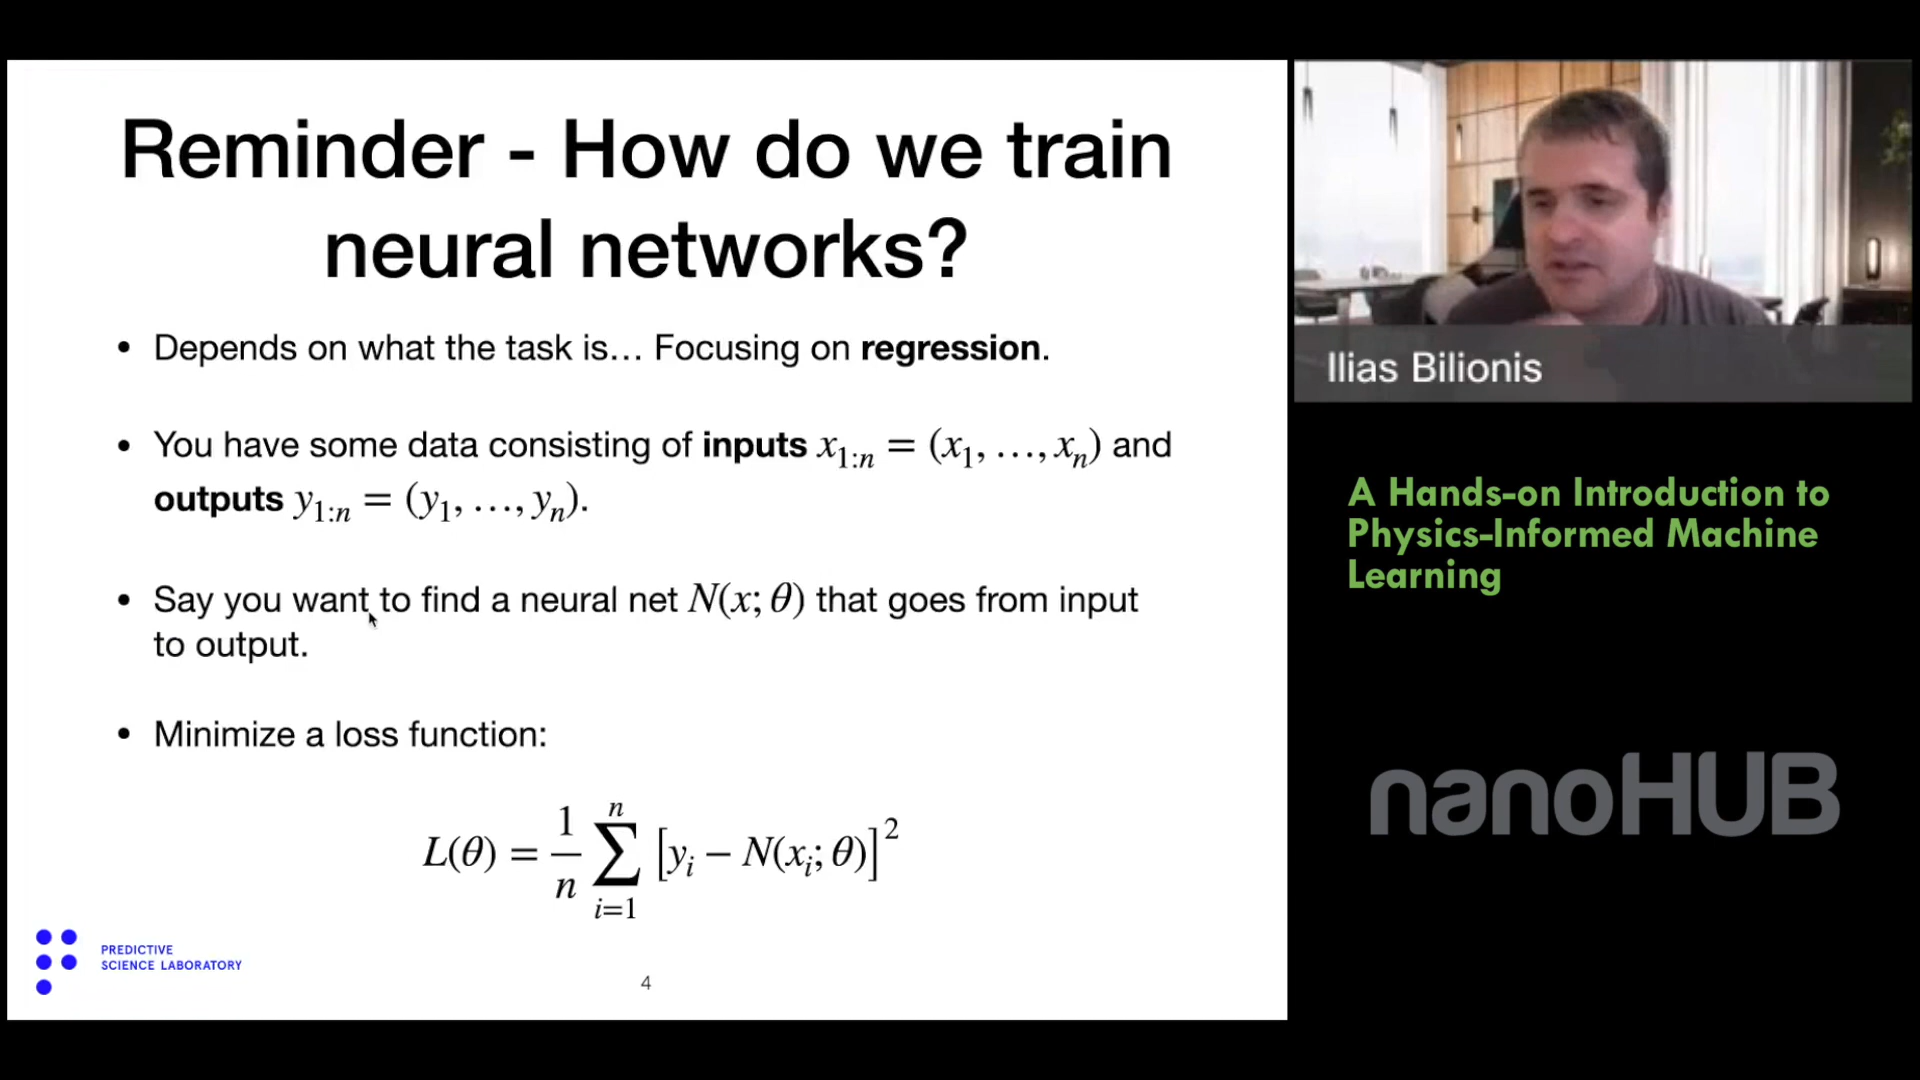 Reminder - How do we train
neural networks?
• Depends on what the task is… Focusing on regression.
• You have some data consisting of inputs x₁:ₙ = (x₁, …, xₙ) and
outputs y₁:ₙ = (y₁, …, yₙ).
• Say you want to find a neural net N(x; θ) that goes from input
to output.
• Minimize a loss function:
L(θ) = 1/n ∑ᵢ₌₁ⁿ [yᵢ − N(xᵢ; θ)]²
PREDICTIVE
SCIENCE LABORATORY
4
Ilias Bilionis
A Hands-on Introduction to
Physics-Informed Machine
Learning
nanoHUB